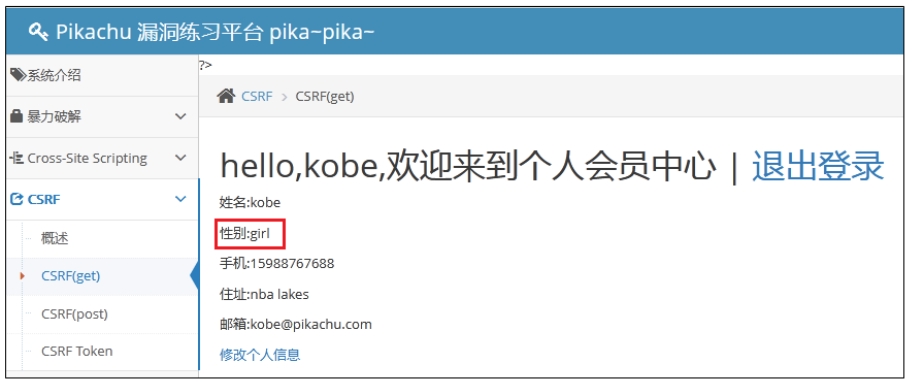 Pikachu 漏洞练习平台 pika~pika~
系统介绍
暴力破解
Cross-Site Scripting
CSRF
概述
CSRF(get)
CSRF(post)
CSRF Token
?>
CSRF > CSRF(get)
hello,kobe,欢迎来到个人会员中心 | 退出登录
姓名:kobe
性别:girl
手机:15988767688
住址:nba lakes
邮箱:kobe@pikachu.com
修改个人信息